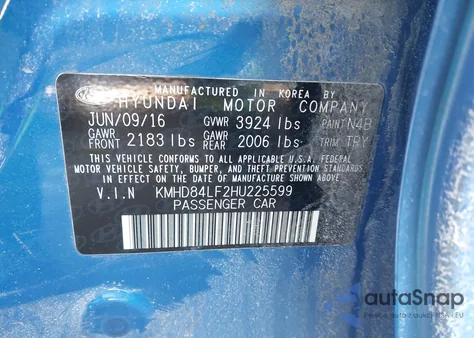 MANUFACTURED IN KOREA BY
HYUNDAI MOTOR COMPANY
JUN/09/16 GVWR 3924 lbs PAINT N4B
GAWR FRONT 2183 lbs GAWR REAR 2006 lbs TRIM TRY
THIS VEHICLE CONFORMS TO ALL APPLICABLE U.S. FEDERAL
MOTOR VEHICLE SAFETY, BUMPER, AND THEFT PREVENTION
STANDARDS IN EFFECT ON THE DATE OF MANUFACTURE SHOWN ABOVE.
V.I.N KMHD84LF2HU225599
PASSENGER CAR
autoSnap